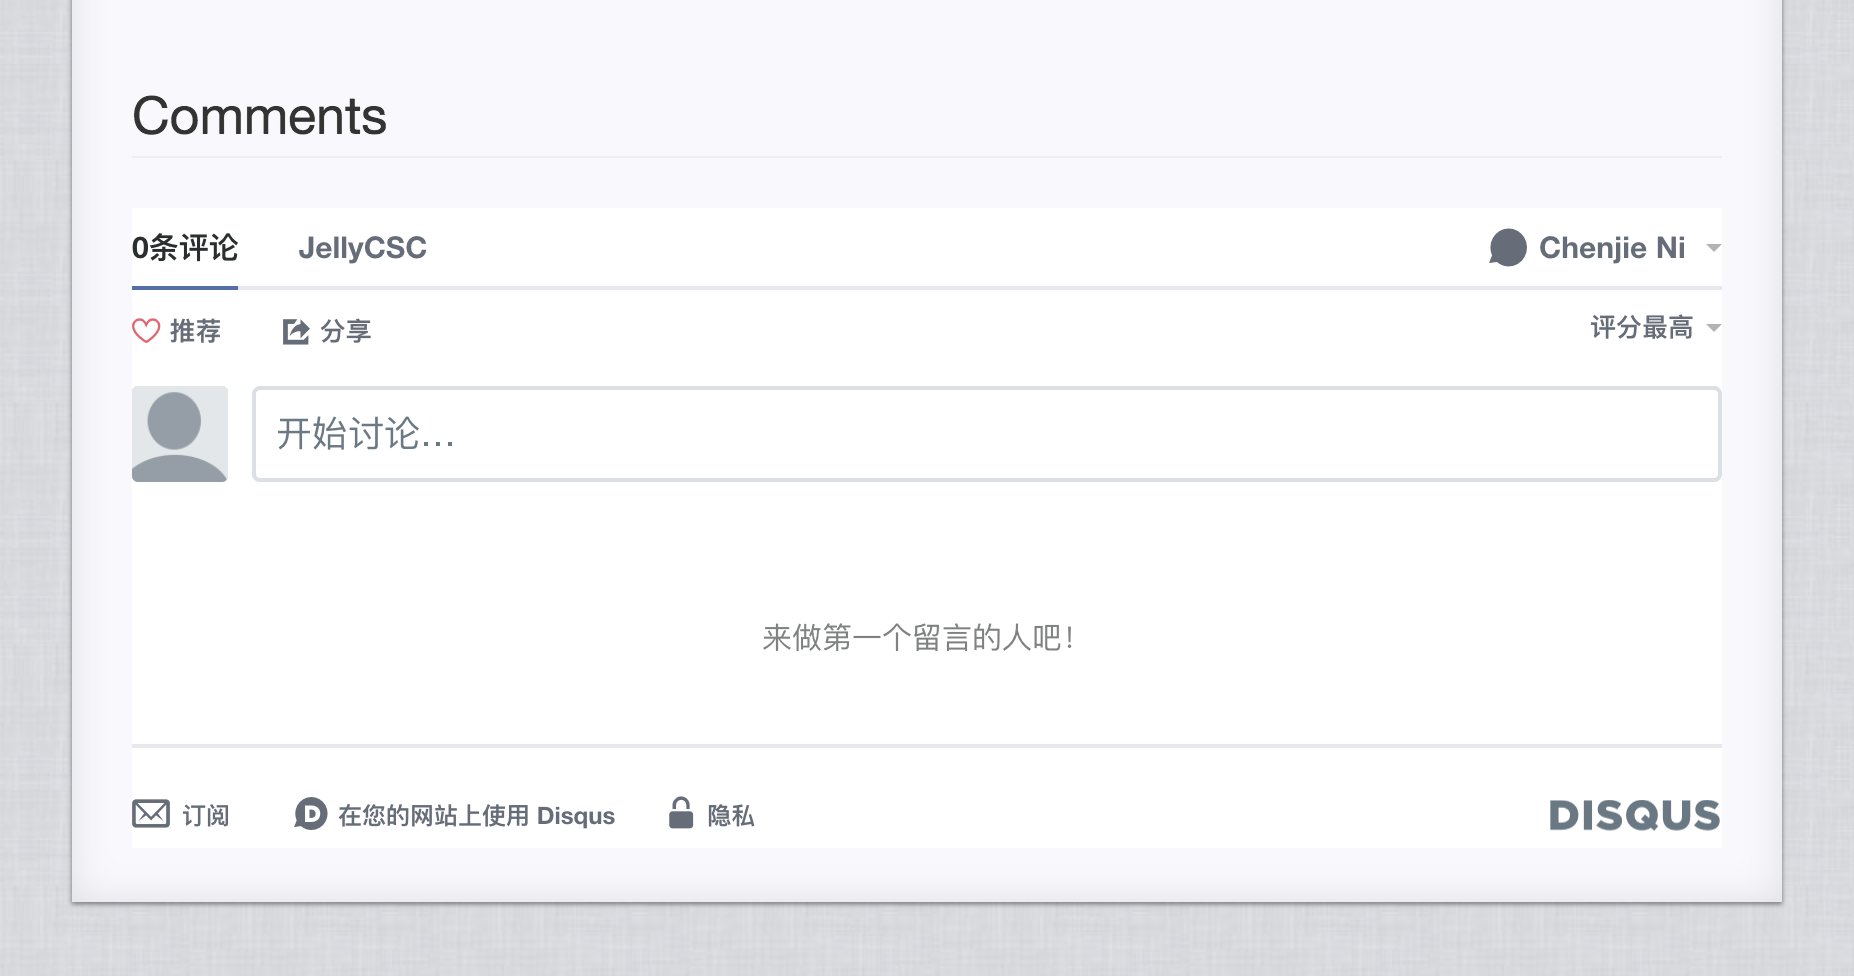 Comments
0条评论 JellyCSC Chenjie Ni
推荐 分享 评分最高
开始讨论...
来做第一个留言的人吧！
订阅 在您的网站上使用 Disqus 隐私 DISQUS